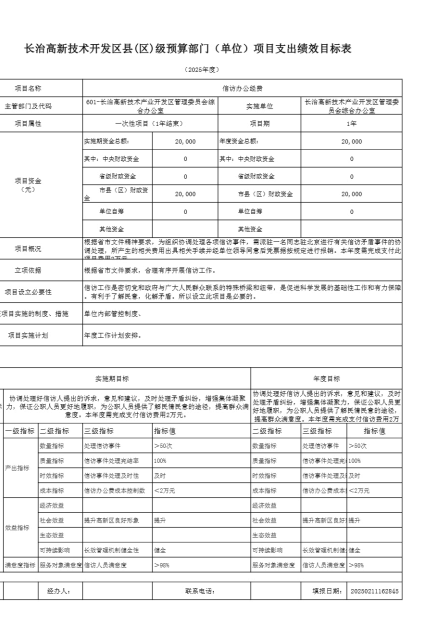 长治高新技术开发区县(区)级预算部门（单位）项目支出绩效目标表
（2025年度）
项目名称 信访办公经费
主管部门及代码 601-长治高新技术产业开发区管理委员会综合办公室 实施单位 长治高新技术产业开发区管理委员会综合办公室
项目属性 一次性项目（1年结束） 项目期 1年
项目资金（元）
实施期资金总额： 20,000 年度资金总额： 20,000
其中：中央财政资金 0 其中：中央财政资金 0
省级财政资金 0 省级财政资金 0
市县（区）财政资金 20,000 市县（区）财政资金 20,000
单位自筹 0 单位自筹 0
其他资金 其他资金
项目概况
根据省市文件精神要求，为组织协调处理各项信访事件，需派驻一名同志驻北京进行有关信访矛盾事件的协
调处理，所产生的相关费用出具相关手续并经单位领导同意后凭票据按规定进行报销。本年度需完成支付此
立项依据 根据省市文件要求，合理有序开展信访工作。
项目设立必要性
信访工作是密切党和政府与广大人民群众联系的特殊桥梁和纽带，是促进科学发展的基础性工作和有力保障
，有利于了解民意，化解矛盾，所以设立此项目是必要的。
项目实施的制度、措施 单位内部管控制度。
项目实施计划 年度工作计划安排。
实施期目标 年度目标
协调处理好信访人提出的诉求，意见和建议，及时处理矛盾纠纷，增强集体凝聚
力，保证公职人员更好地履职，为公职人员提供了解民情民意的途径，提高群众满
意度。本年度需完成支付信访费用2万元。
协调处理好信访人提出的诉求，意见和建议，及时
处理矛盾纠纷，增强集体凝聚力，保证公职人员更
好地履职，为公职人员提供了解民情民意的途径，
提高群众满意度。本年度需完成支付信访费用2万
一级指标 二级指标 三级指标 指标值 二级指标 三级指标 指标值
产出指标
数量指标 处理信访事件 >50次 数量指标 处理信访事件 >50次
质量指标 信访事件处理完结率 100% 质量指标 信访事件处理完 100%
时效指标 信访事件处理及时性 及时 时效指标 信访事件处理及 及时
成本指标 信访办公费成本控制数 <2万元 成本指标 信访办公费成本 <2万元
效益指标
经济效益 经济效益
社会效益 提升高新区良好形象 提升 社会效益 提升高新区良好 提升
生态效益 生态效益
可持续影响 长效管理机制健全性 健全 可持续影响 长效管理机制健 健全
满意度指标 服务对象满意度 信访人员满意度 >98% 服务对象满意度 信访人员满意度 >98%
经办人： 联系电话： 填报日期： 20250211162845